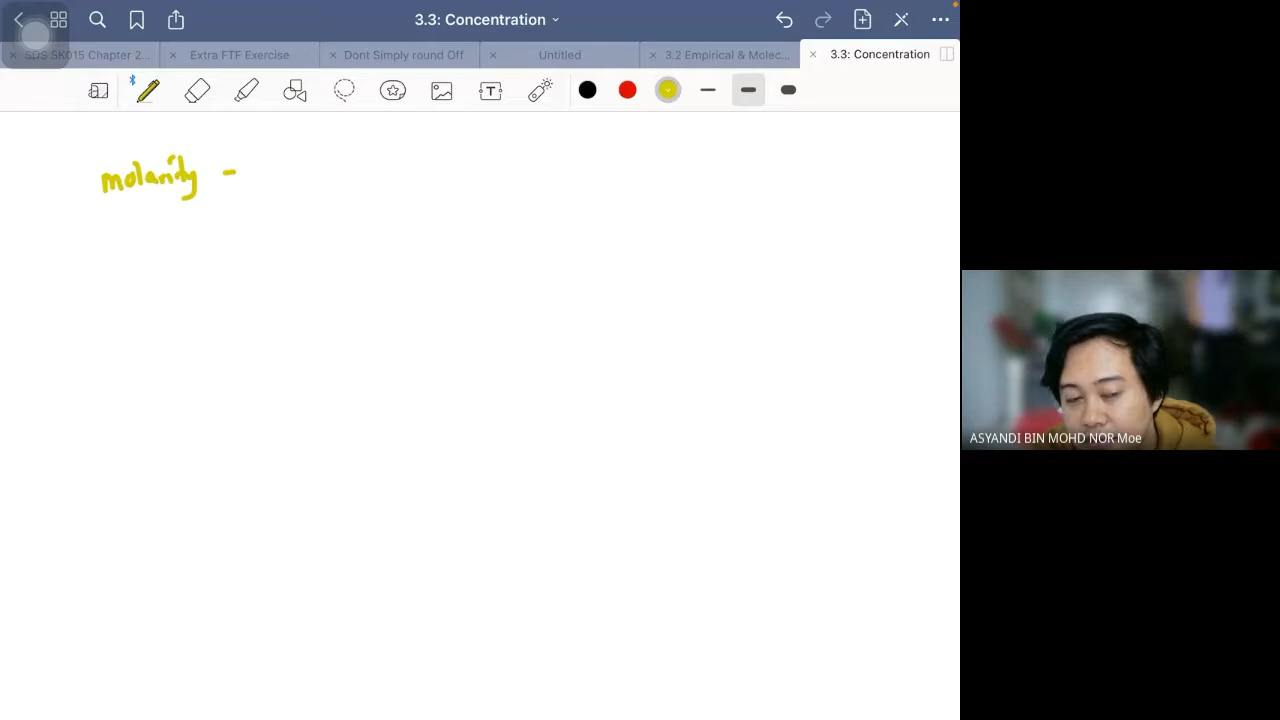 3.3: Concentration
SDS SK015 Chapter 2...
Extra FTF Exercise
Dont Simply round Off
Untitled
3.2 Empirical & Molec...
3.3: Concentration
T
molarity -
ASYANDI BIN MOHD NOR Moe